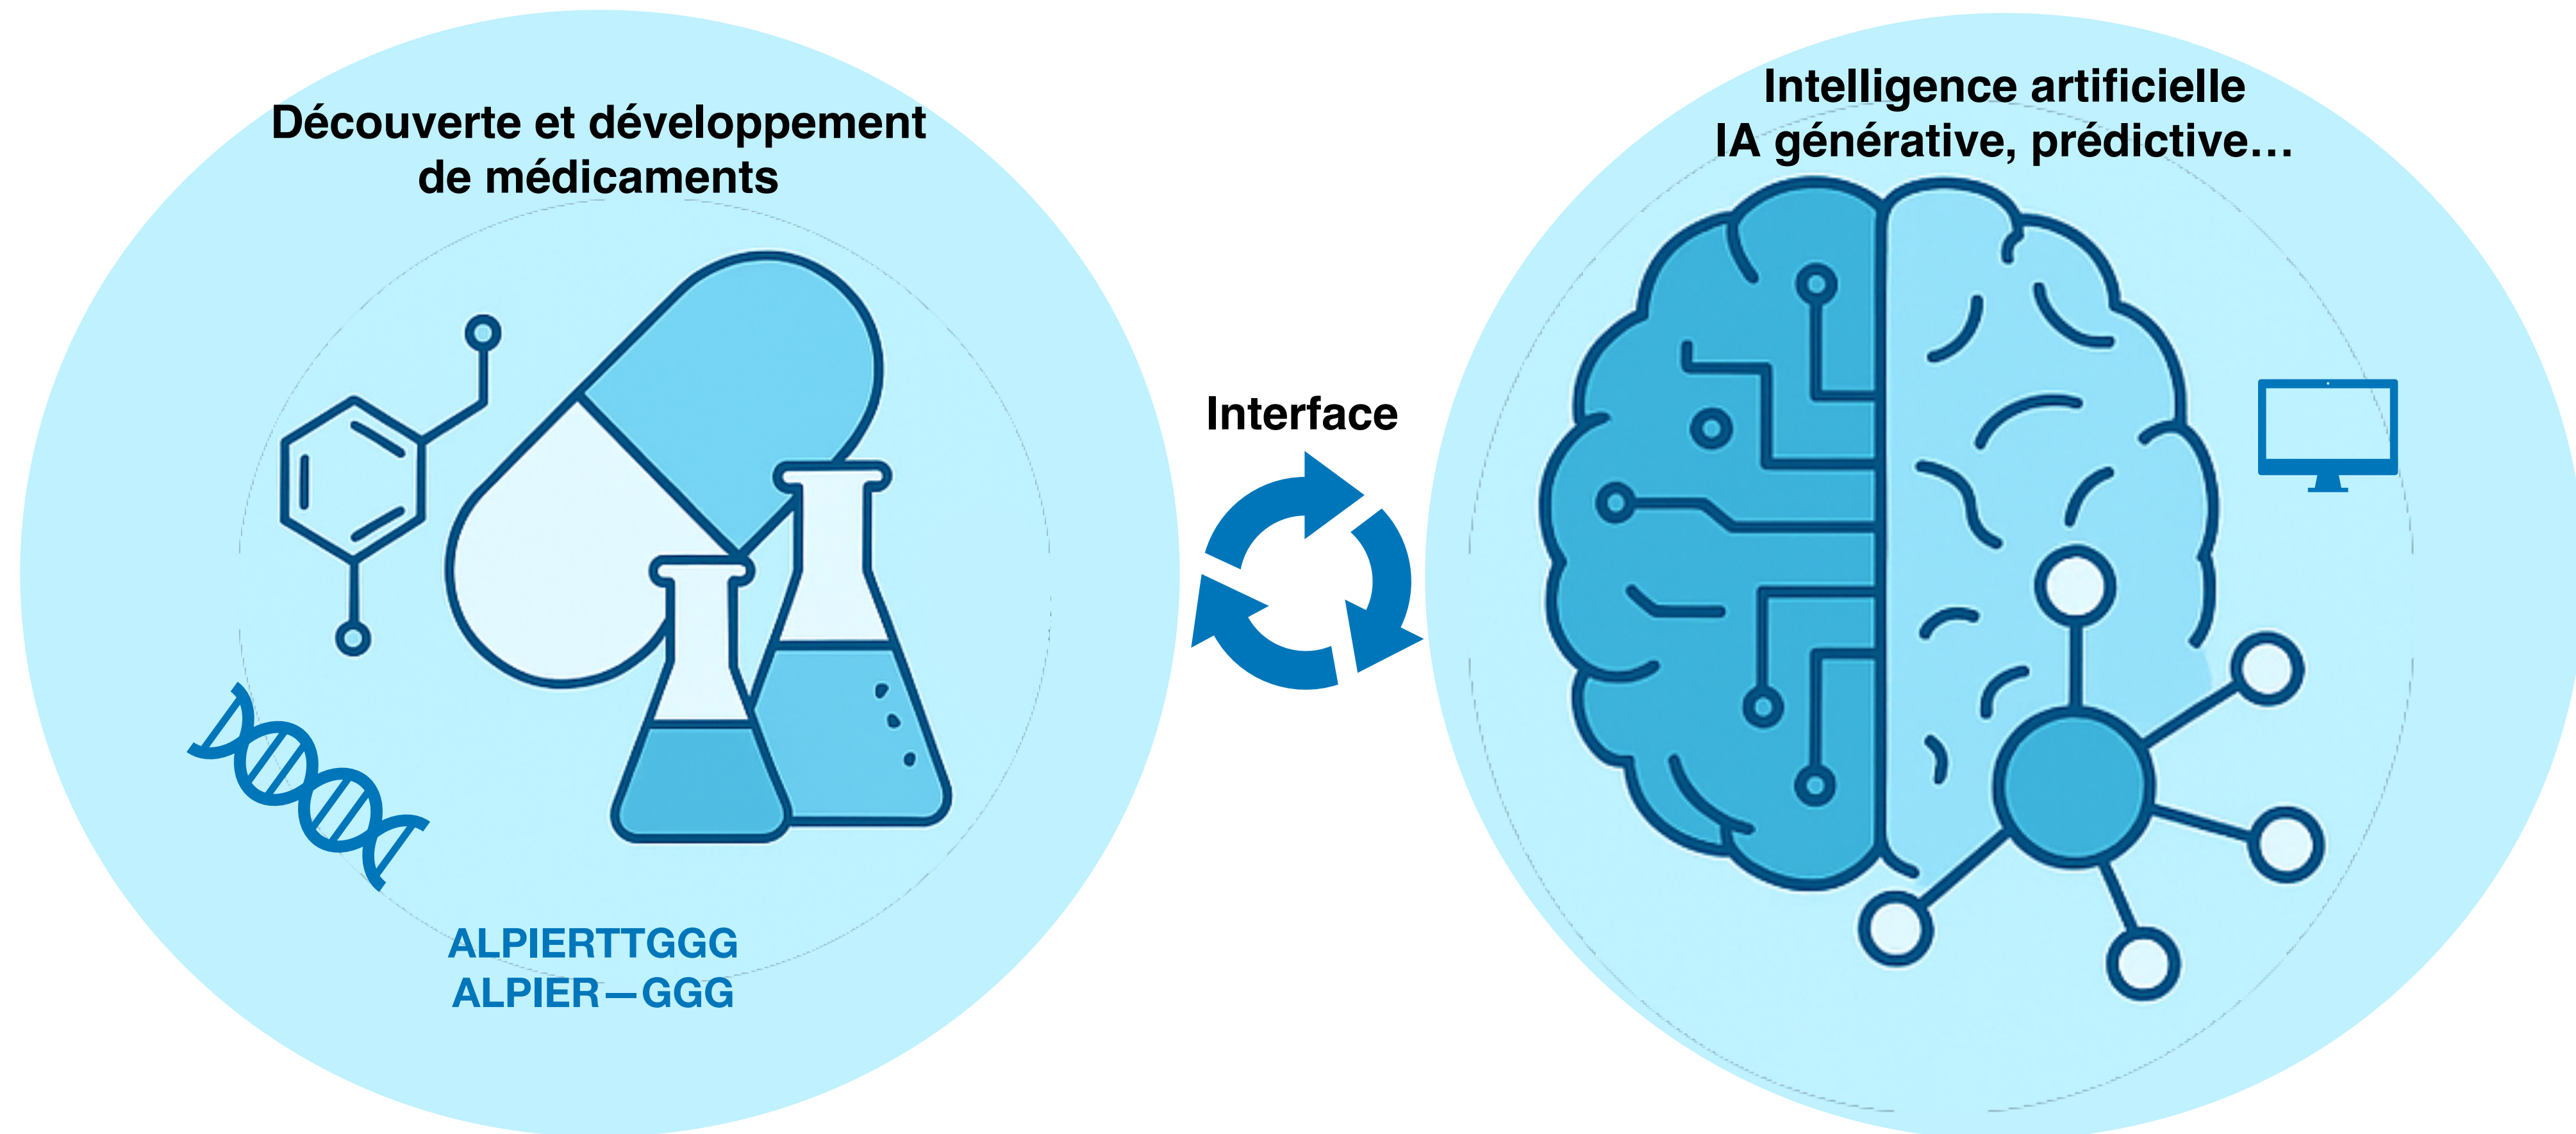 Découverte et développement
de médicaments
ALPIERTTGGG
ALPIER—GGG
Interface
Intelligence artificielle
IA générative, prédictive…